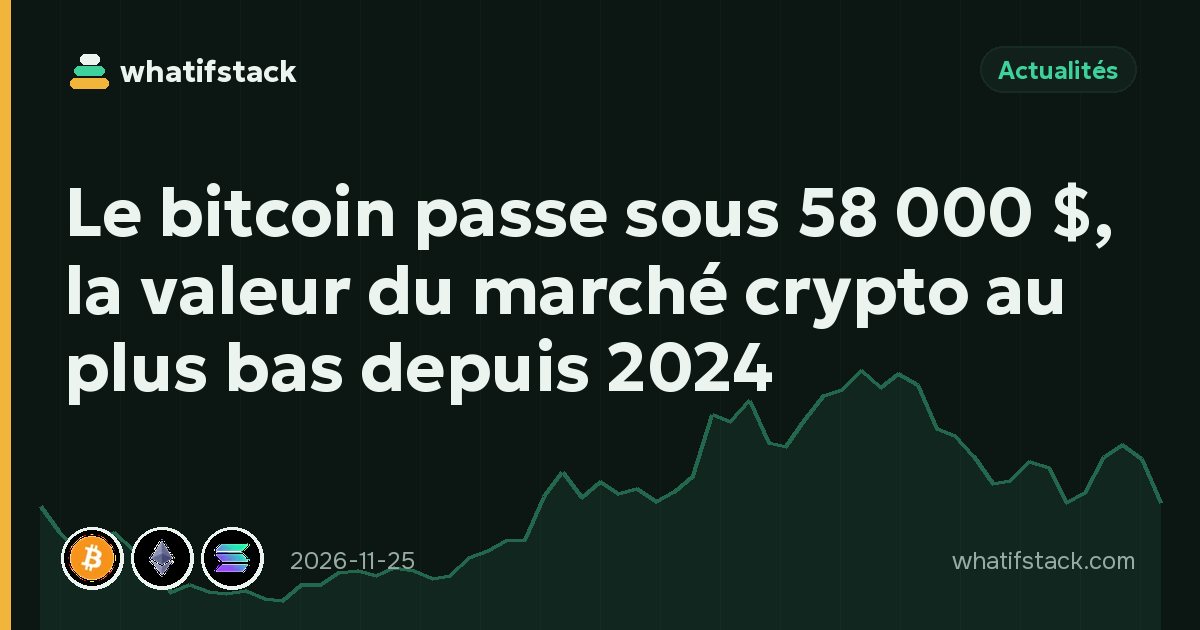 whatifstack
Actualités
Le bitcoin passe sous 58 000 $,
la valeur du marché crypto au
plus bas depuis 2024
2026-11-25
whatifstack.com